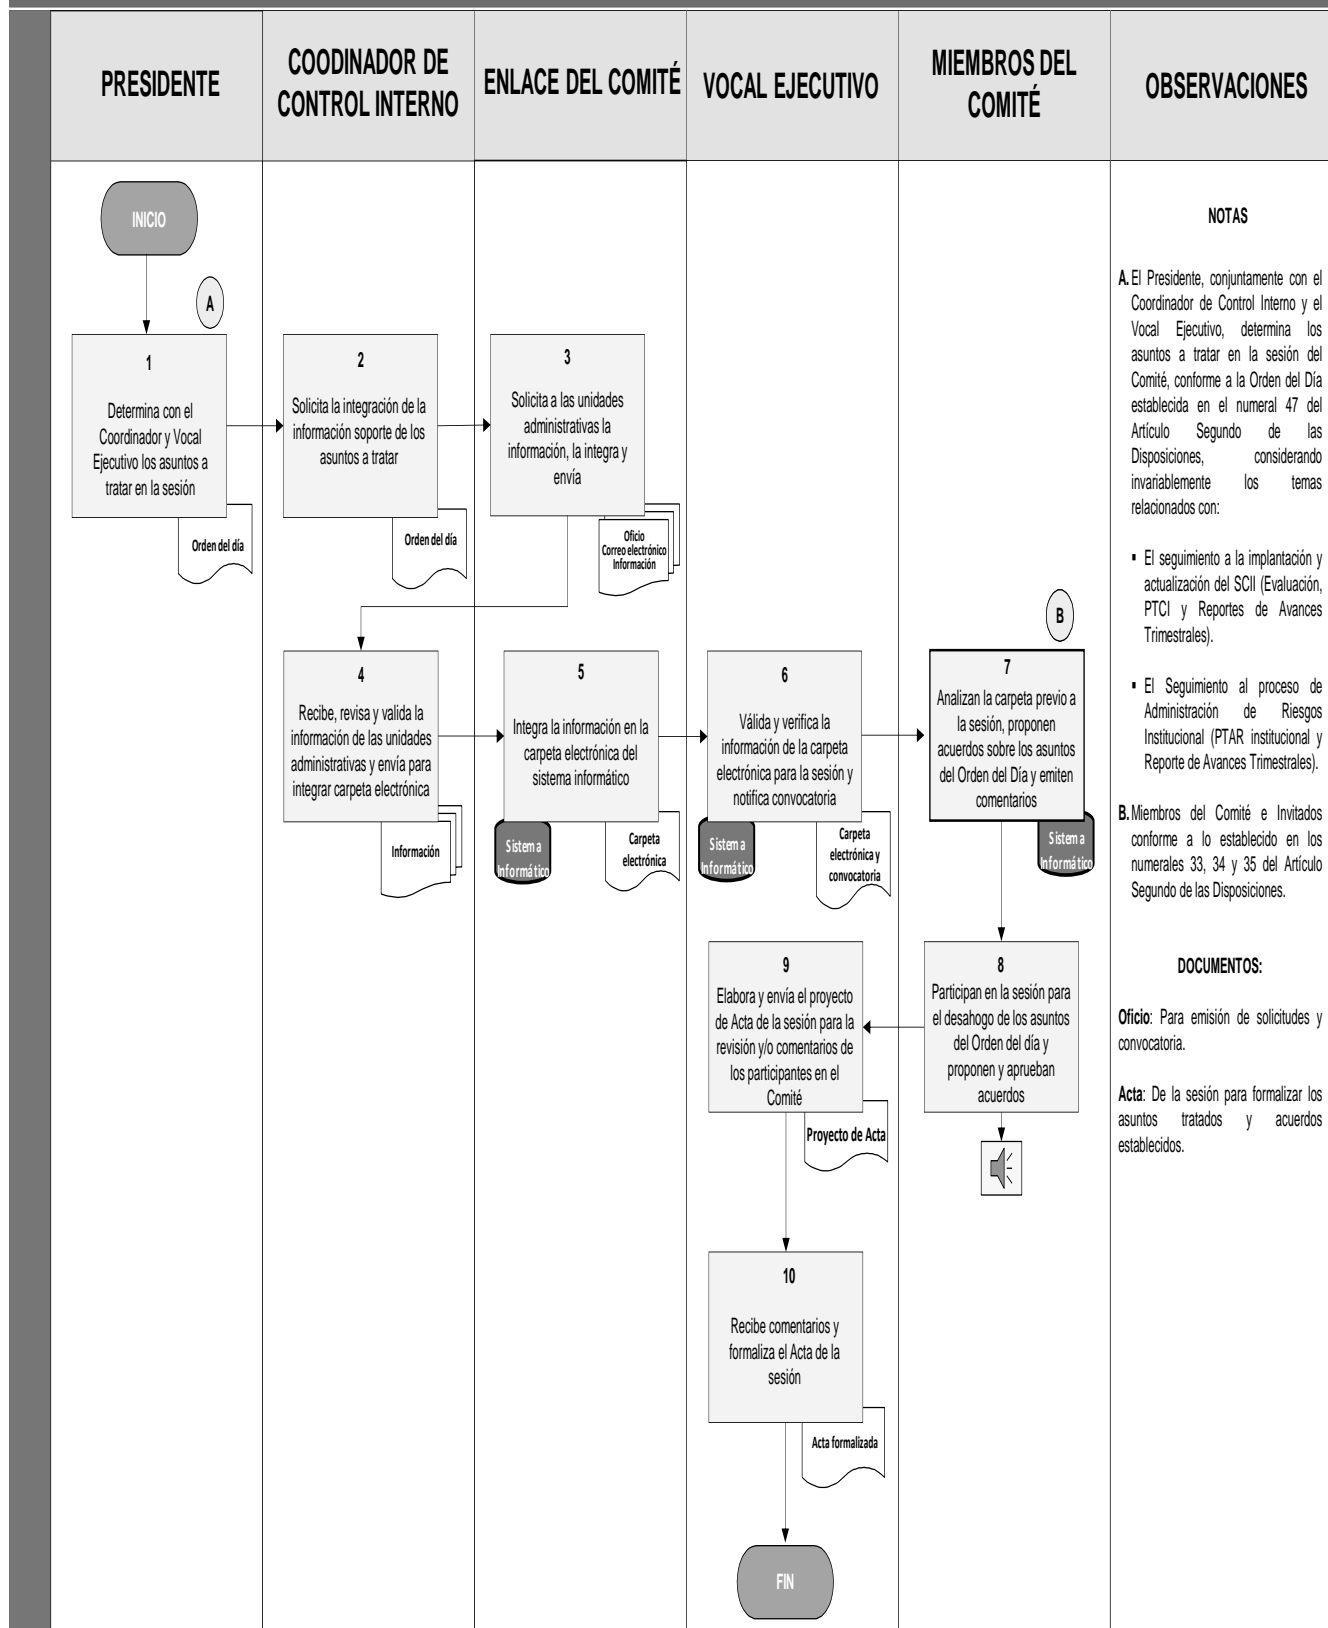 PRESIDENTE
COODINADOR DE
CONTROL INTERNO
ENLACE DEL COMITÉ
VOCAL EJECUTIVO
MIEMBROS DEL
COMITÉ
OBSERVACIONES
INICIO
A
1
Determina con el
Coordinador y Vocal
Ejecutivo los asuntos a
tratar en la sesión
Orden del día
2
Solicita la integración de la
información soporte de los
asuntos a tratar
Orden del día
3
Solicita a las unidades
administrativas la
información, la integra y
envía
Oficio
Correo electrónico
Información
4
Recibe, revisa y valida la
información de las unidades
administrativas y envía para
integrar carpeta electrónica
Información
5
Integra la información en la
carpeta electrónica del
sistema informático
Sistema
Informático
Carpeta
electrónica
6
Válida y verifica la
información de la carpeta
electrónica para la sesión y
notifica convocatoria
Sistema
Informático
Carpeta
electrónica y
convocatoria
B
7
Analizan la carpeta previo a
la sesión, proponen
acuerdos sobre los asuntos
del Orden del Día y emiten
comentarios
Sistema
Informático
8
Participan en la sesión para
el desahogo de los asuntos
del Orden del día y
proponen y aprueban
acuerdos
9
Elabora y envía el proyecto
de Acta de la sesión para la
revisión y/o comentarios de
los participantes en el
Comité
Proyecto de Acta
10
Recibe comentarios y
formaliza el Acta de la
sesión
Acta formalizada
FIN
NOTAS
A. El Presidente, conjuntamente con el
Coordinador de Control Interno y el
Vocal Ejecutivo, determina los
asuntos a tratar en la sesión del
Comité, conforme a la Orden del Día
establecida en el numeral 47 del
Artículo Segundo de las
Disposiciones, considerando
invariablemente los temas
relacionados con:
▪ El seguimiento a la implantación y
actualización del SCII (Evaluación,
PTCI y Reportes de Avances
Trimestrales).
▪ El Seguimiento al proceso de
Administración de Riesgos
Institucional (PTAR institucional y
Reporte de Avances Trimestrales).
B. Miembros del Comité e Invitados
conforme a lo establecido en los
numerales 33, 34 y 35 del Artículo
Segundo de las Disposiciones.
DOCUMENTOS:
Oficio: Para emisión de solicitudes y
convocatoria.
Acta: De la sesión para formalizar los
asuntos tratados y acuerdos
establecidos.